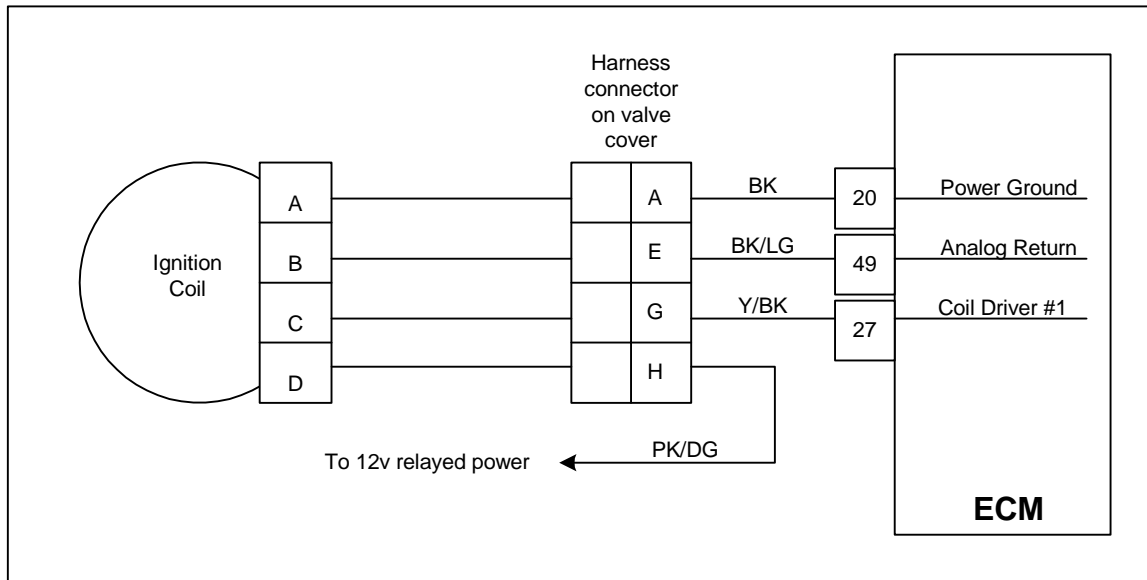 Harness
connector
on valve
cover
Ignition
Coil
A
B
C
D
A
E
G
H
BK
BK/LG
Y/BK
PK/DG
20
49
27
Power Ground
Analog Return
Coil Driver #1
To 12v relayed power
ECM